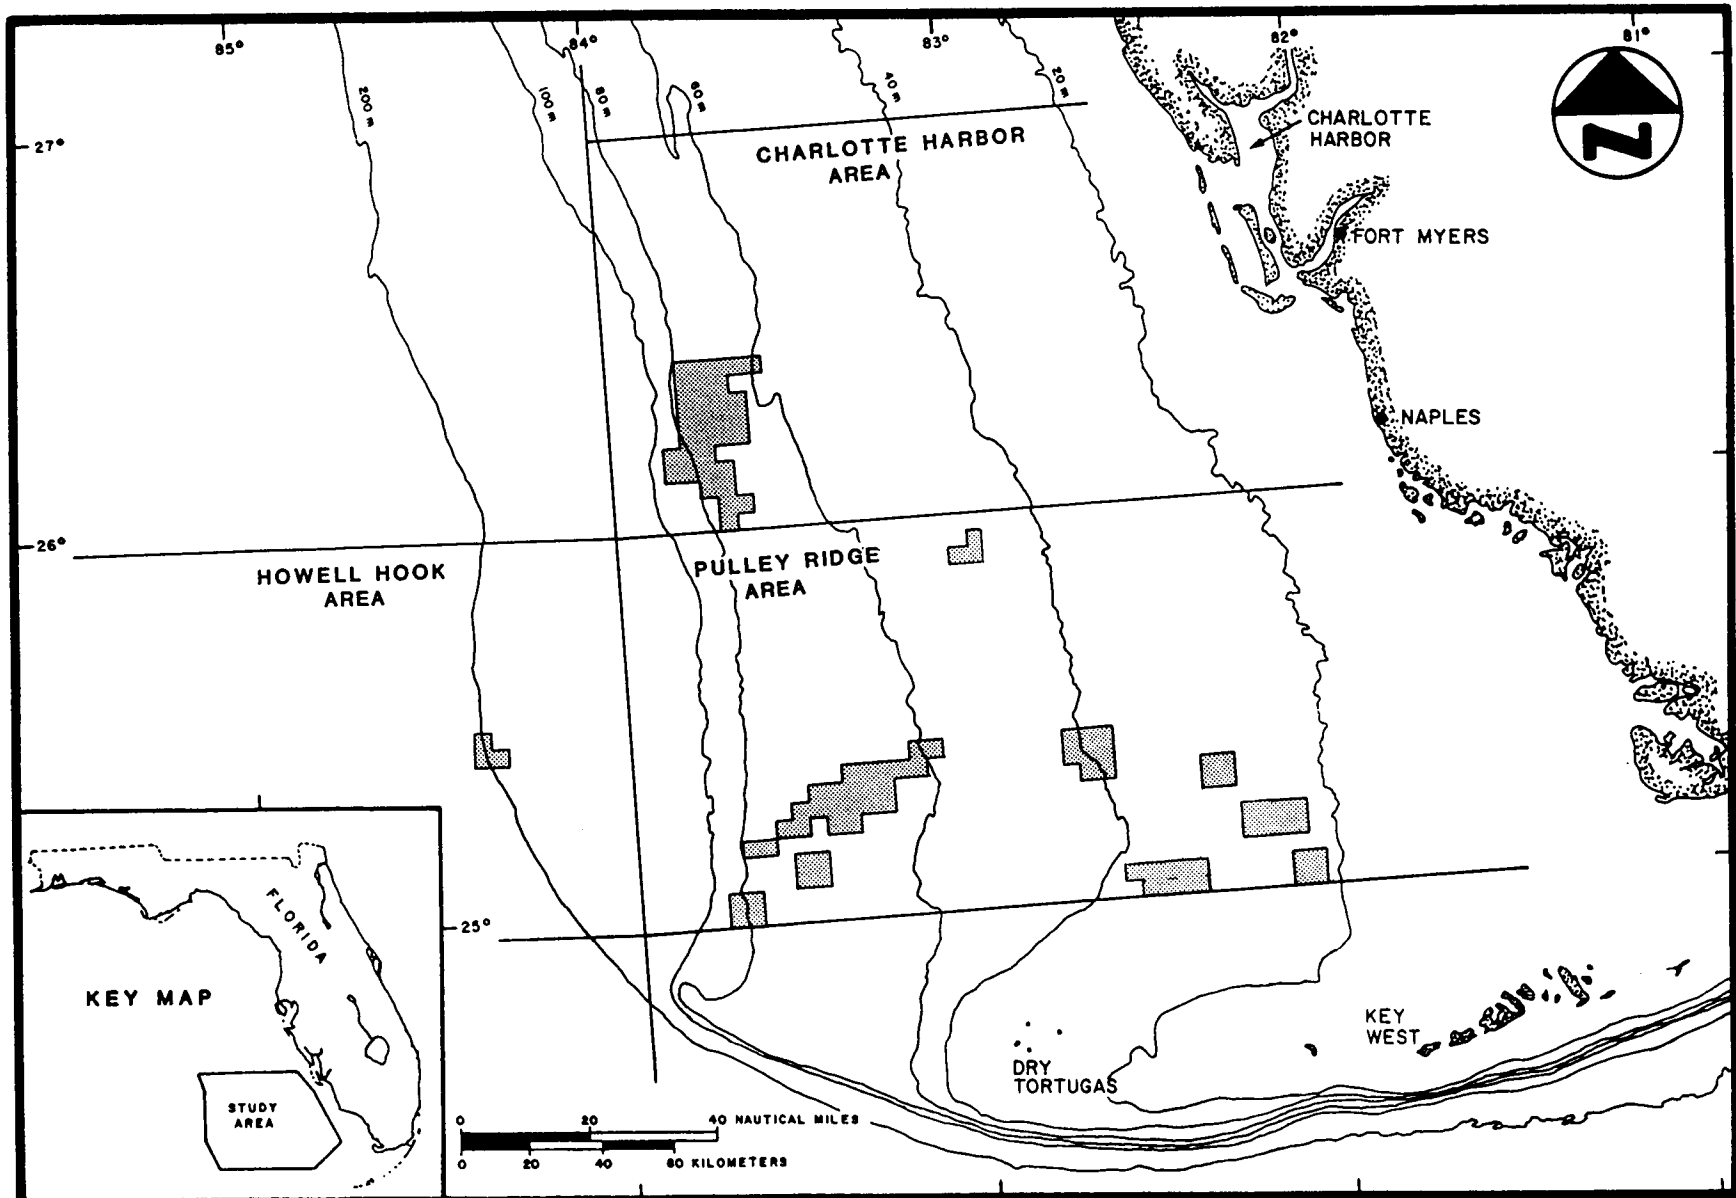 85°
84°
83°
82°
81°
200 m
100 m
80 m
60 m
40 m
20 m
27°
CHARLOTTE HARBOR
AREA
CHARLOTTE
HARBOR
N
FORT MYERS
NAPLES
26°
HOWELL HOOK
AREA
PULLEY RIDGE
AREA
25°
FLORIDA
KEY MAP
STUDY
AREA
KEY
WEST
DRY
TORTUGAS
0 20 40 NAUTICAL MILES
0 20 40 60 KILOMETERS